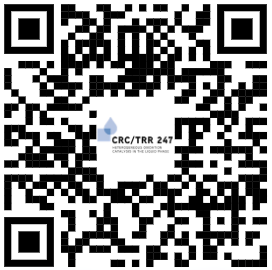 CRC/TRR 247
HETEROGENEOUS OXIDATION
CATALYSIS IN THE LIQUID PHASE